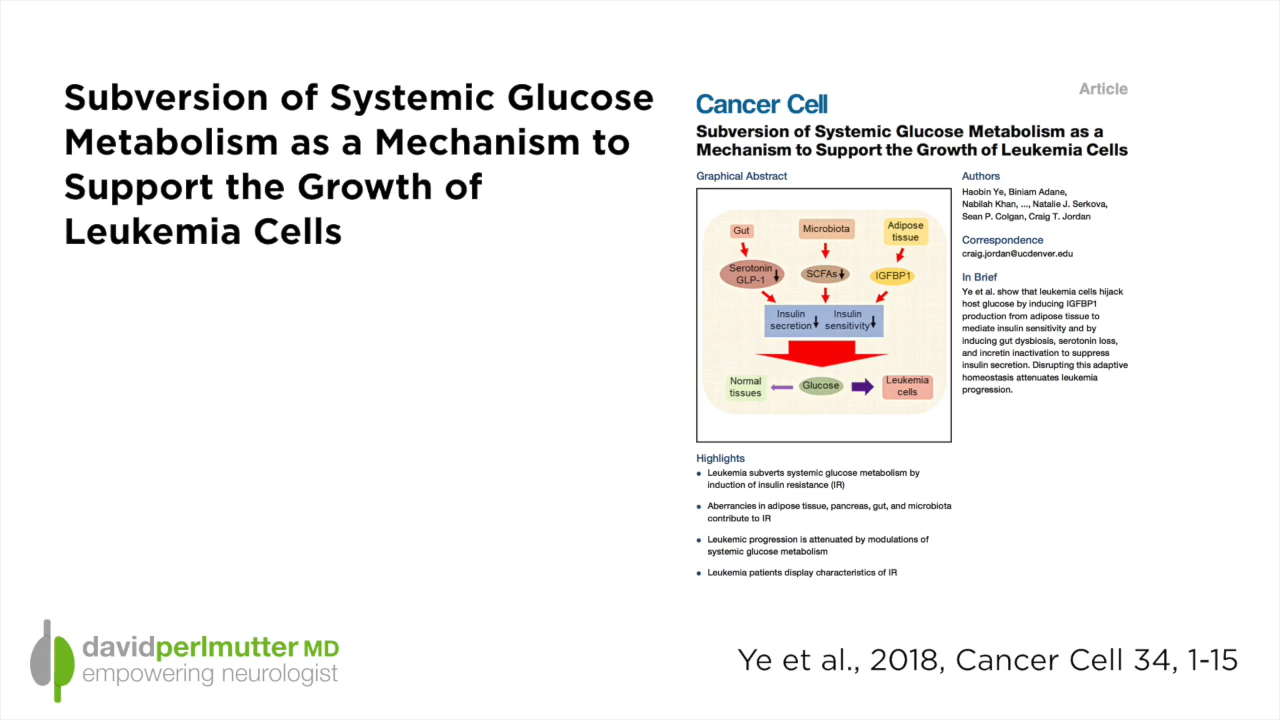 Subversion of Systemic Glucose
Metabolism as a Mechanism to
Support the Growth of
Leukemia Cells
Article
Cancer Cell
Subversion of Systemic Glucose Metabolism as a
Mechanism to Support the Growth of Leukemia Cells
Graphical Abstract
Gut
Microbiota
Adipose
tissue
Serotonin
GLP-1
SCFAs
IGFBP1
Insulin
secretion
Insulin
sensitivity
Normal
tissues
Glucose
Leukemia
cells
Authors
Haobin Ye, Biniam Adane,
Nabilah Khan, ..., Natalie J. Serkova,
Sean P. Colgan, Craig T. Jordan
Correspondence
craig.jordan@ucdenver.edu
In Brief
Ye et al. show that leukemia cells hijack
host glucose by inducing IGFBP1
production from adipose tissue to
mediate insulin sensitivity and by
inducing gut dysbiosis, serotonin loss,
and incretin inactivation to suppress
insulin secretion. Disrupting this adaptive
homeostasis attenuates leukemia
progression.
Highlights
• Leukemia subverts systemic glucose metabolism by
induction of insulin resistance (IR)
• Aberrancies in adipose tissue, pancreas, gut, and microbiota
contribute to IR
• Leukemic progression is attenuated by modulations of
systemic glucose metabolism
• Leukemia patients display characteristics of IR
davidperlmutter MD
empowering neurologist
Ye et al., 2018, Cancer Cell 34, 1-15